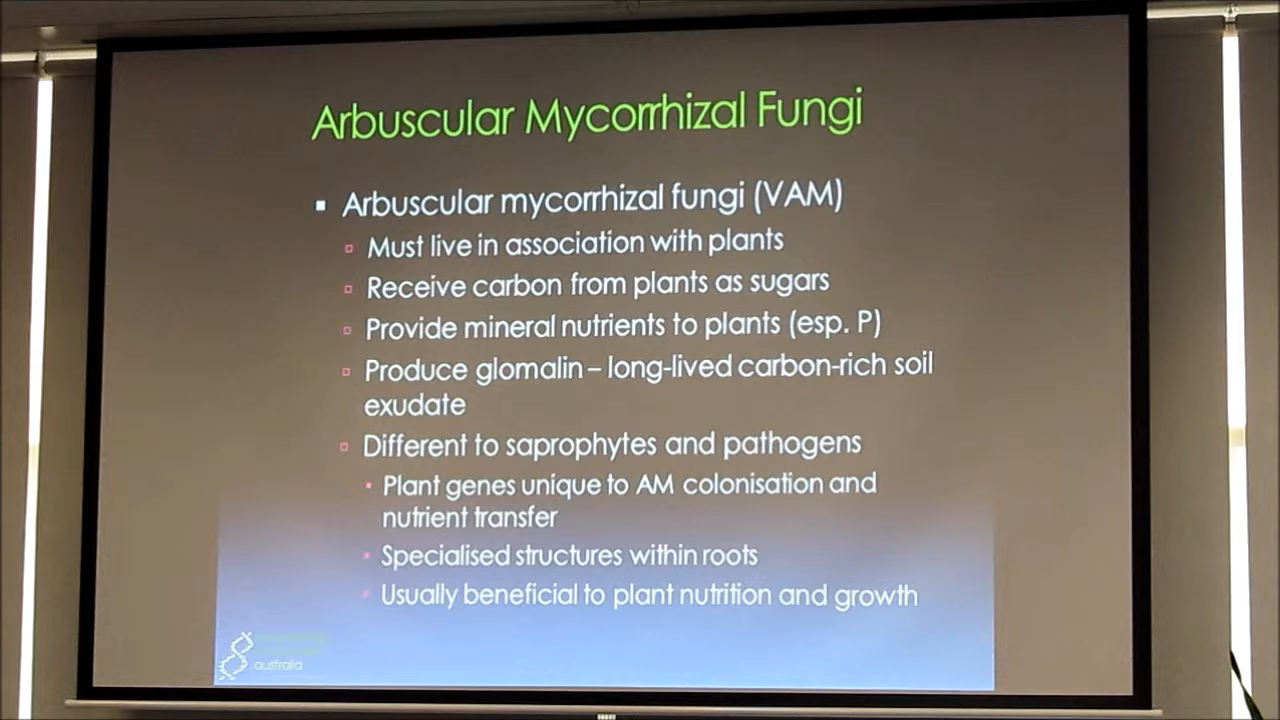 Arbuscular Mycorrhizal Fungi
Arbuscular mycorrhizal fungi (VAM)
Must live in association with plants
Receive carbon from plants as sugars
Provide mineral nutrients to plants (esp. P)
Produce glomalin – long-lived carbon-rich soil
exudate
Different to saprophytes and pathogens
Plant genes unique to AM colonisation and
nutrient transfer
Specialised structures within roots
Usually beneficial to plant nutrition and growth
australia